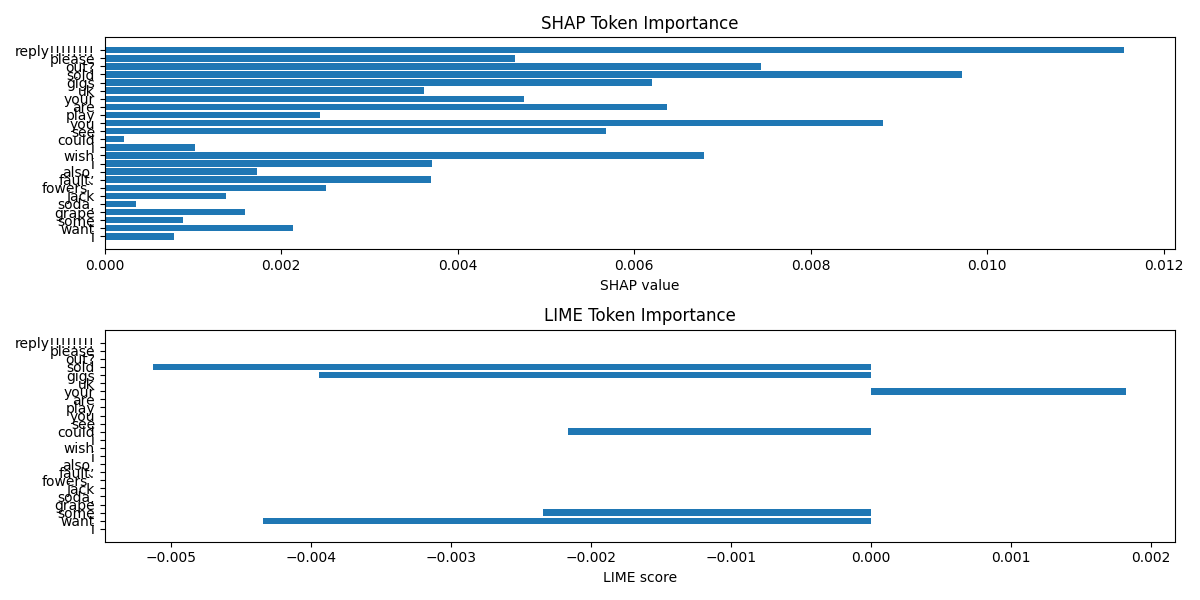 SHAP Token Importance
reply!!!!!!!!
please
out?
sold
gigs
uk
your
are
play
you
see
could
i
wish
i
also,
fault.
fowers`
jack
soda,
grape
some
want
i
0.000 0.002 0.004 0.006 0.008 0.010 0.012
SHAP value
LIME Token Importance
reply!!!!!!!!
please
out?
sold
gigs
uk
your
are
play
you
see
could
i
wish
i
also,
fault.
fowers`
jack
soda,
grape
some
want
i
−0.005 −0.004 −0.003 −0.002 −0.001 0.000 0.001 0.002
LIME score